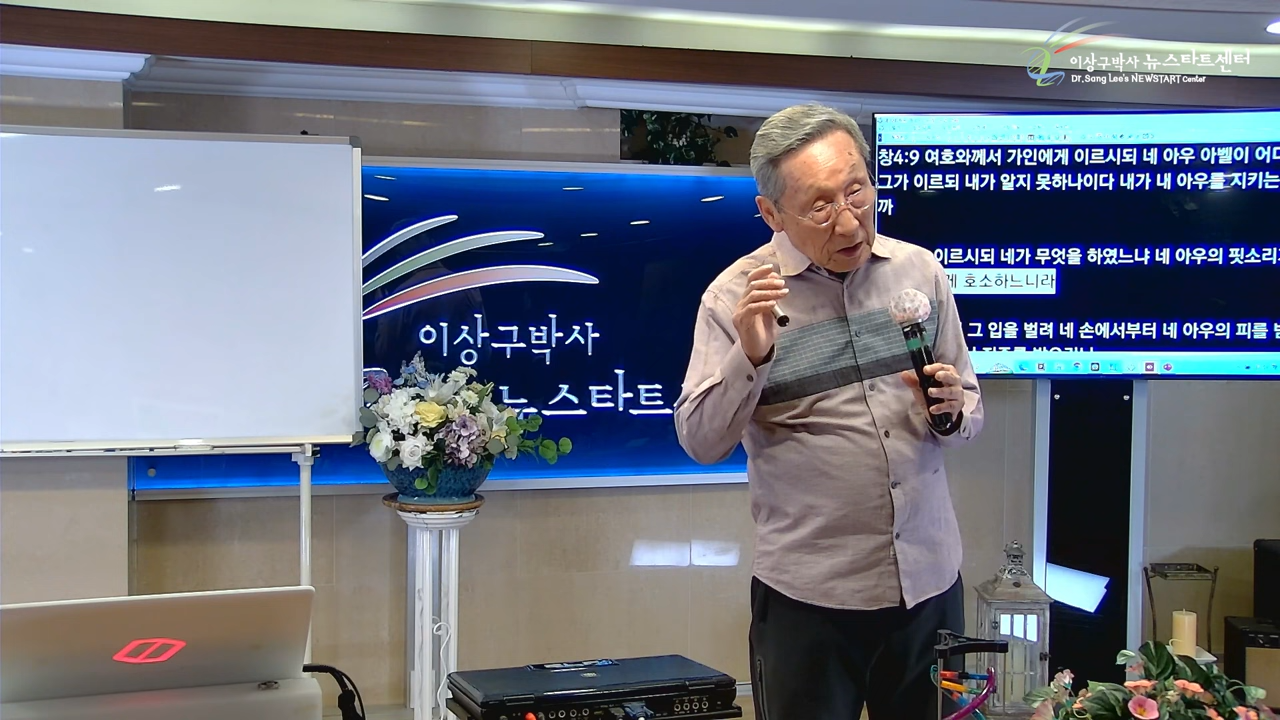 이상구박사 뉴스타트센터
Dr. Sang Lee's NEWSTART Center
창4:9 여호와께서 가인에게 이르시되 네 아우 아벨이
그가 이르되 내가 알지 못하나이다 내가 내 아우를 지키는
까
이르시되 네가 무엇을 하였느냐 네 아우의 핏소리
호소하느니라
그 입을 벌려 네 손에서부터 네 아우의 피를
이상구박사
뉴스타트